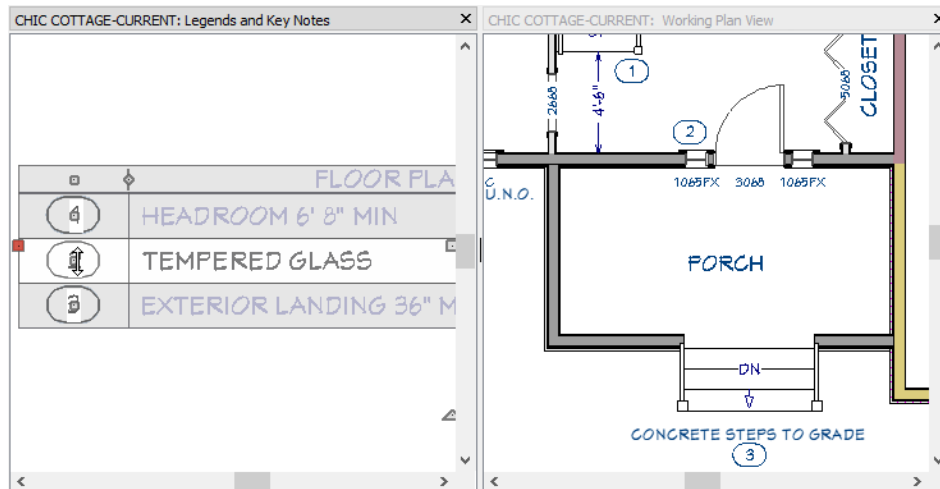 CHIC COTTAGE-CURRENT: Legends and Key Notes
FLOOR PLA
HEADROOM 6' 8" MIN
TEMPERED GLASS
3 EXTERIOR LANDING 36" M
CHIC COTTAGE-CURRENT: Working Plan View
1
2668
4'-6"
5068
CLOSET
2
C
U.N.O.
1065FX 3068 1065FX
PORCH
DN
CONCRETE STEPS TO GRADE
3